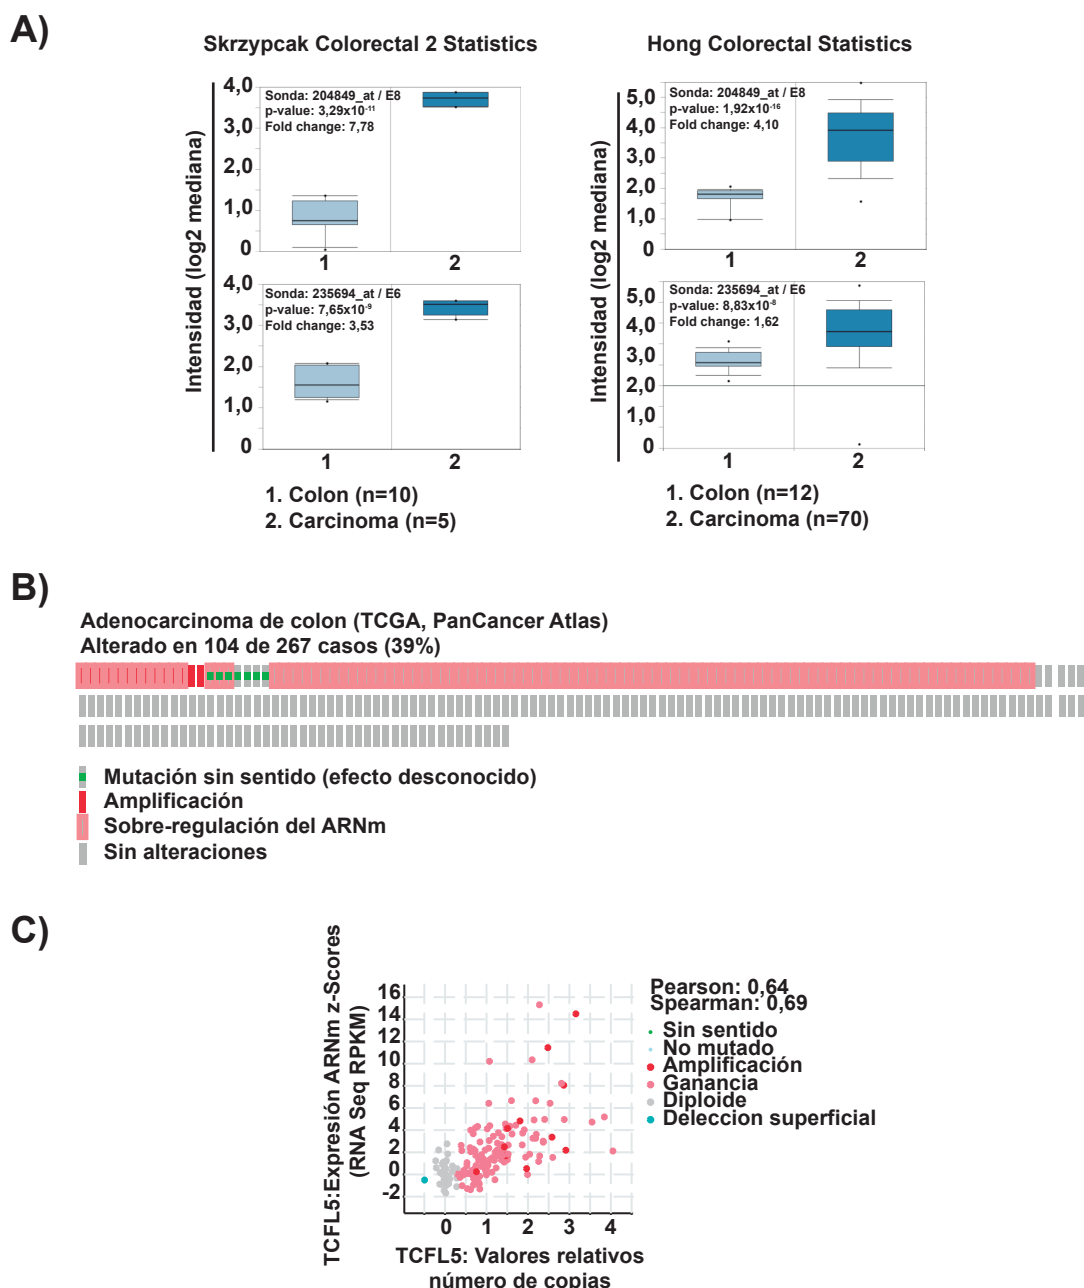 A)
Skrzypcak Colorectal 2 Statistics
Hong Colorectal Statistics
Intensidad (log2 mediana)
4,0
3,0
2,0
1,0
0
Sonda: 204849_at / E8
p-value: 3,29x10-11
Fold change: 7,78
1
2
4,0
3,0
2,0
1,0
0
Sonda: 235694_at / E6
p-value: 7,65x10-9
Fold change: 3,53
1
2
1. Colon (n=10)
2. Carcinoma (n=5)
Intensidad (log2 mediana)
5,0
4,0
3,0
2,0
1,0
0
Sonda: 204849_at / E8
p-value: 1,92x10-16
Fold change: 4,10
1
2
5,0
4,0
3,0
2,0
1,0
0
Sonda: 235694_at / E6
p-value: 8,83x10-8
Fold change: 1,62
1
2
1. Colon (n=12)
2. Carcinoma (n=70)
B)
Adenocarcinoma de colon (TCGA, PanCancer Atlas)
Alterado en 104 de 267 casos (39%)
Mutación sin sentido (efecto desconocido)
Amplificación
Sobre-regulación del ARNm
Sin alteraciones
C)
TCFL5:Expresión ARNm z-Scores
(RNA Seq RPKM)
16
14
12
10
8
6
4
2
0
-2
0 1 2 3 4
TCFL5: Valores relativos
número de copias
Pearson: 0,64
Spearman: 0,69
Sin sentido
No mutado
Amplificación
Ganancia
Diploide
Deleccion superficial